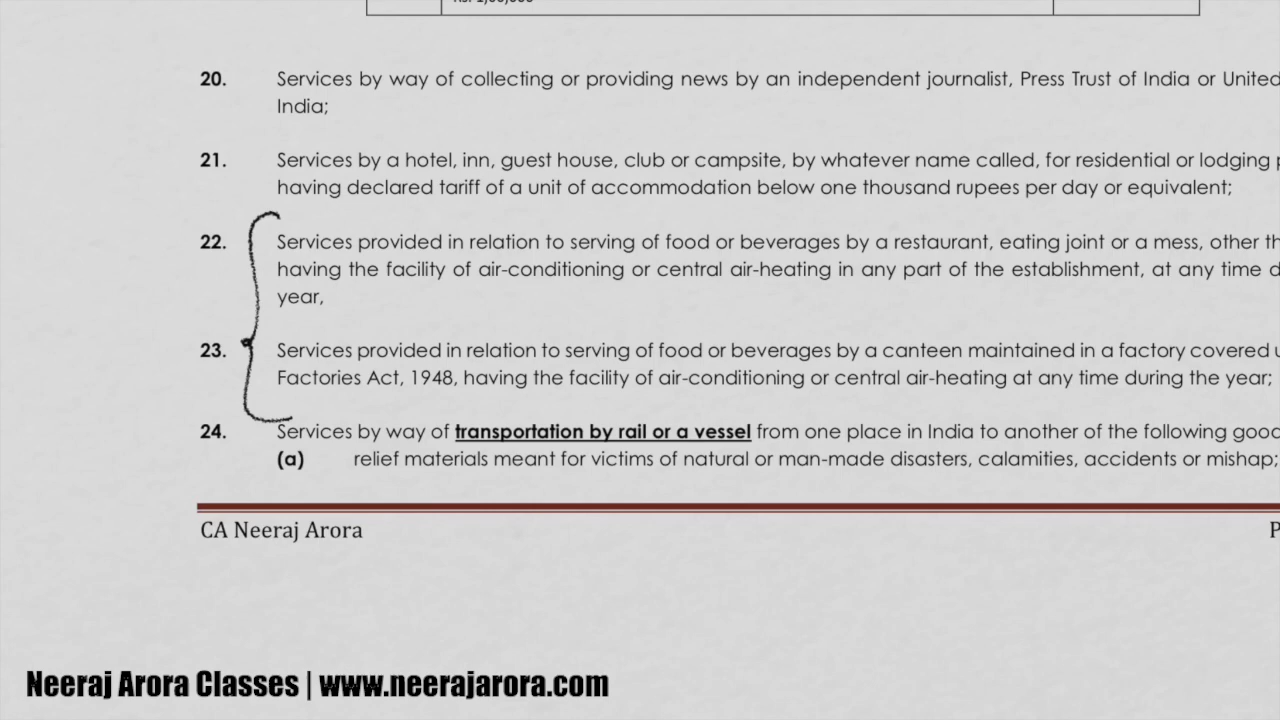 20. Services by way of collecting or providing news by an independent journalist, Press Trust of India or United
India;
21. Services by a hotel, inn, guest house, club or campsite, by whatever name called, for residential or lodging
having declared tariff of a unit of accommodation below one thousand rupees per day or equivalent;
22. Services provided in relation to serving of food or beverages by a restaurant, eating joint or a mess, other
having the facility of air-conditioning or central air-heating in any part of the establishment, at any time
year,
23. Services provided in relation to serving of food or beverages by a canteen maintained in a factory covered
Factories Act, 1948, having the facility of air-conditioning or central air-heating at any time during the year;
24. Services by way of transportation by rail or a vessel from one place in India to another of the following
(a) relief materials meant for victims of natural or man-made disasters, calamities, accidents or mishap;
CA Neeraj Arora
Neeraj Arora Classes | www.neerajarora.com